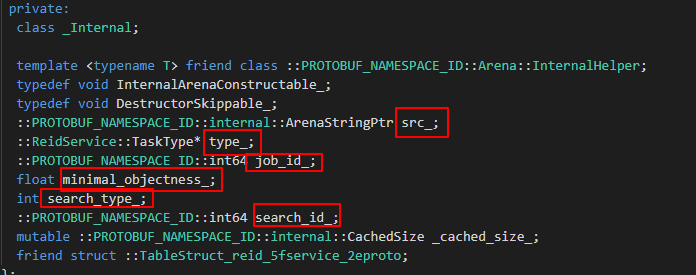 private:
class _Internal;
template <typename T> friend class ::PROTOBUF_NAMESPACE_ID::Arena::InternalHelper;
typedef void InternalArenaConstructable_;
typedef void DestructorSkippable_;
::PROTOBUF_NAMESPACE_ID::internal::ArenaStringPtr src_;
::ReidService::TaskType* type_;
::PROTOBUF_NAMESPACE_ID::int64 job_id_;
float minimal_objectness_;
int search_type_;
::PROTOBUF_NAMESPACE_ID::int64 search_id_;
mutable ::PROTOBUF_NAMESPACE_ID::internal::CachedSize _cached_size_;
friend struct ::TableStruct_reid_5fservice_2eproto;
};